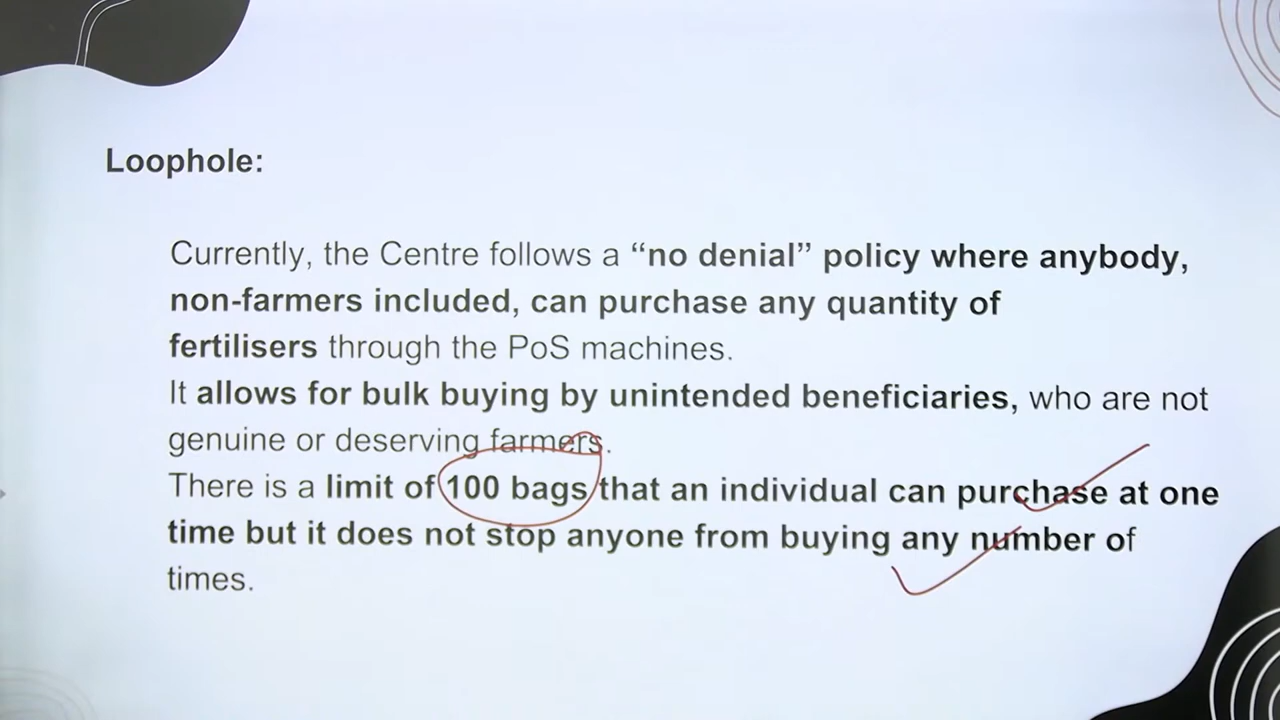 Loophole:
Currently, the Centre follows a “no denial” policy where anybody,
non-farmers included, can purchase any quantity of
fertilisers through the PoS machines.
It allows for bulk buying by unintended beneficiaries, who are not
genuine or deserving farmers.
There is a limit of 100 bags that an individual can purchase at one
time but it does not stop anyone from buying any number of
times.